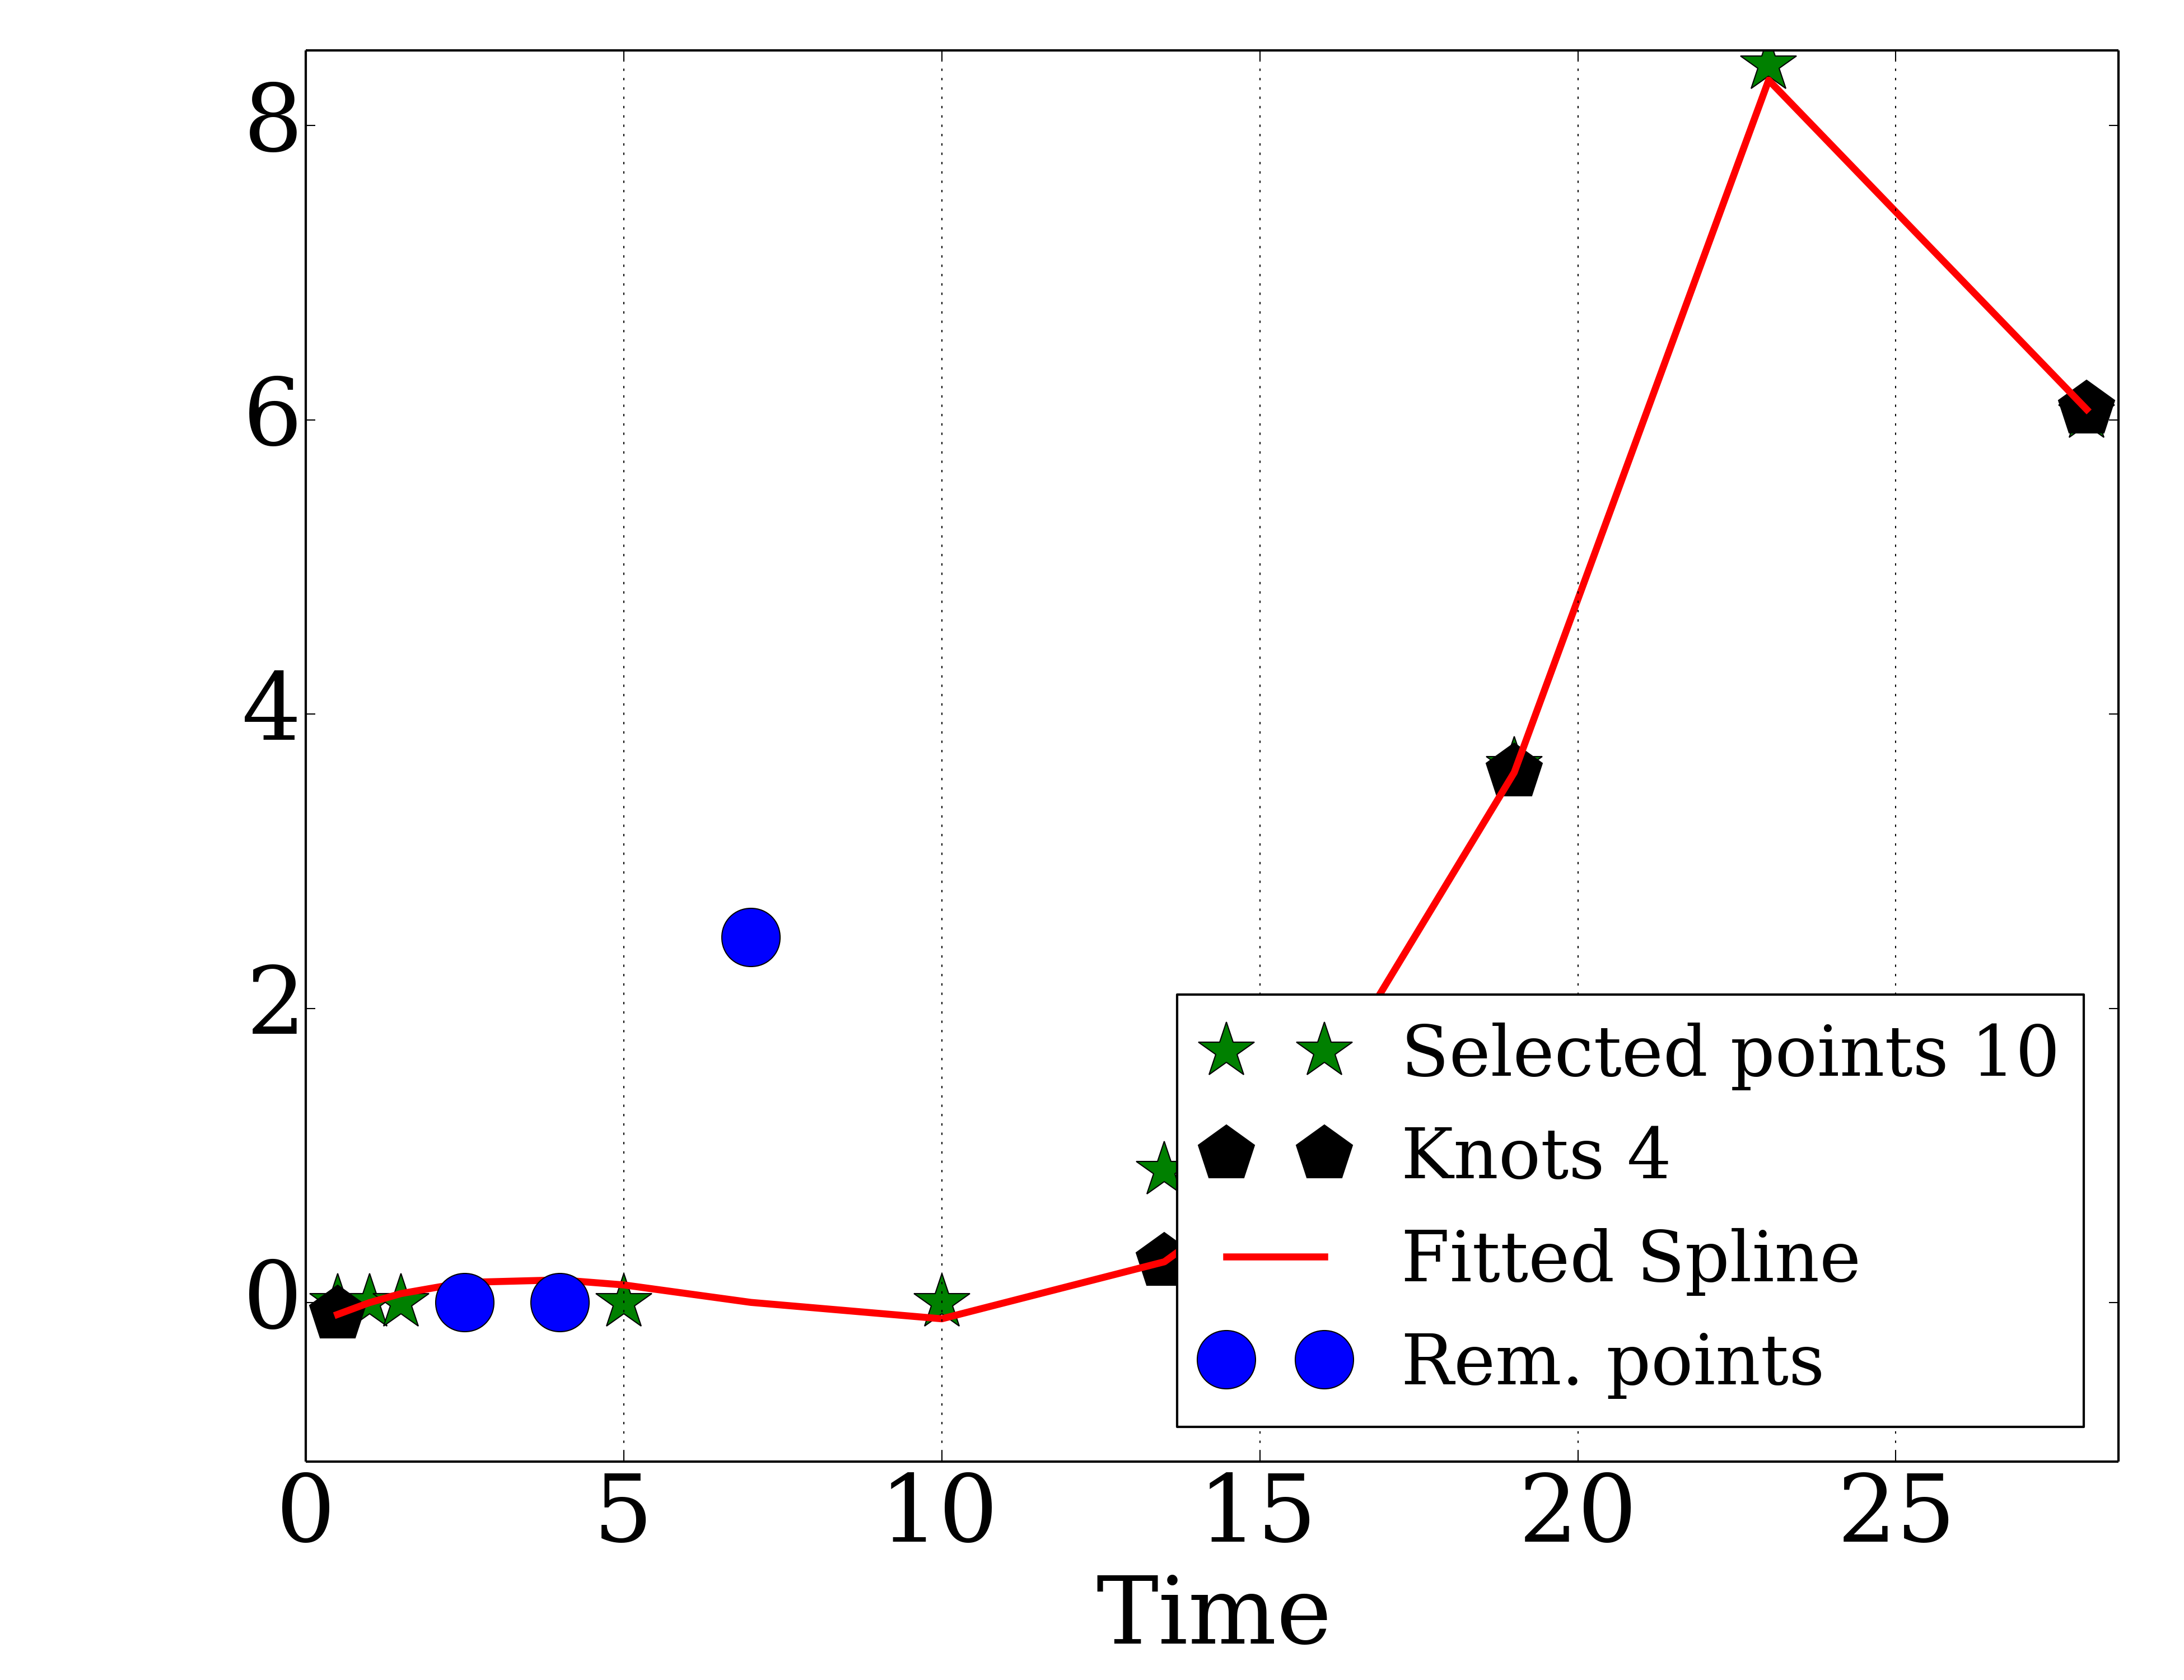 8
6
4
2
0
Selected points 10
Knots 4
Fitted Spline
Rem. points
0 5 10 15 20 25
Time